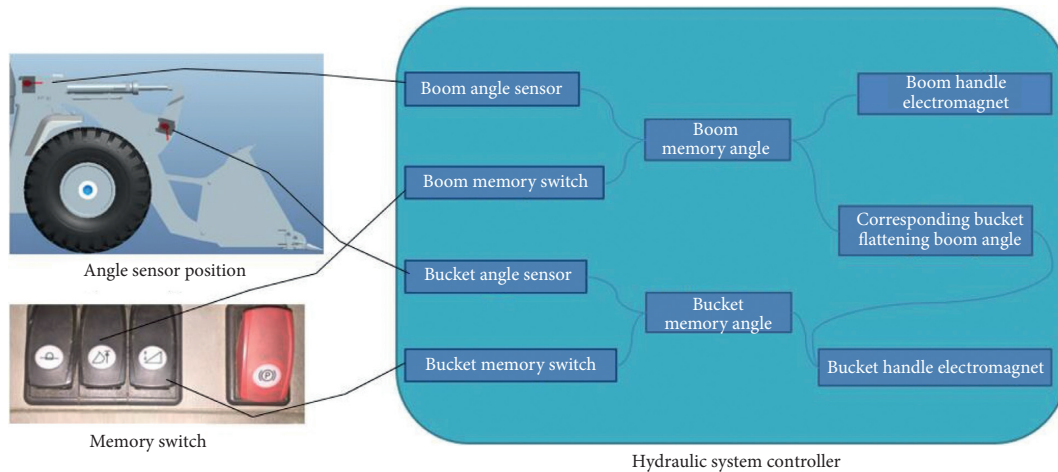 Boom angle sensor
Boom memory switch
Bucket angle sensor
Bucket memory switch
Boom
memory angle
Bucket
memory angle
Boom handle
electromagnet
Corresponding bucket
flattening boom angle
Bucket handle electromagnet
Angle sensor position
P
Memory switch
Hydraulic system controller